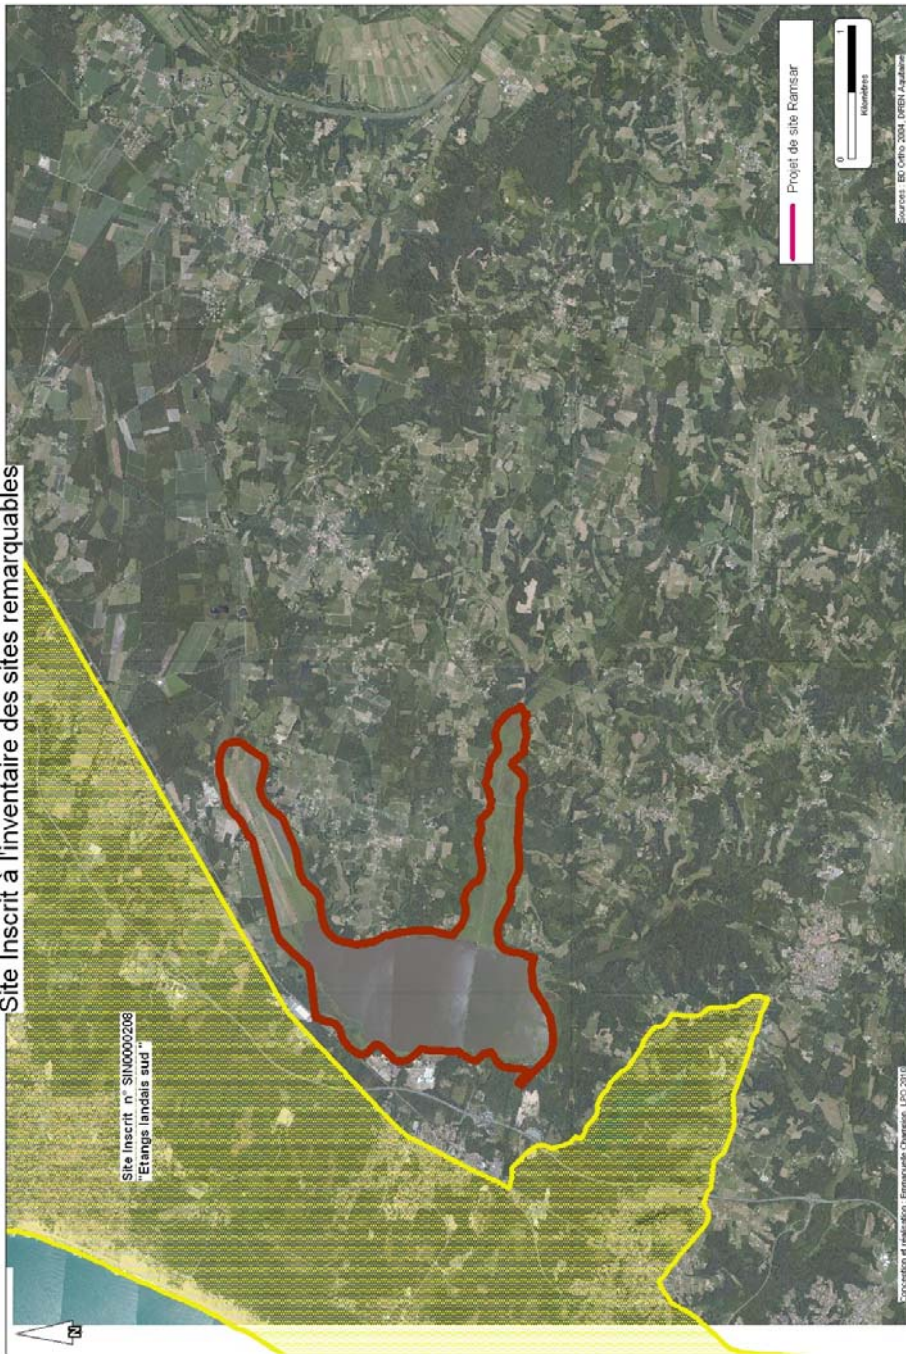 Site Inscrit à l'inventaire des sites remarquables
Site Inscrit n° SIN0000208
"Etangs landais sud"
N
Projet de site Ramsar
0 1
Kilomètres
Conception et réalisation : Emmanuelle Champion, LPO 2010
Sources : BD Ortho 2004, DIREN Aquitaine